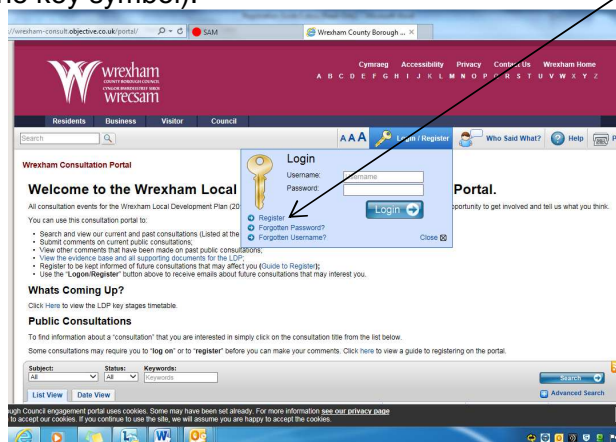 ne key symbol).
//wrexham-consult.objective.co.uk/portal/
SAM
Wrexham County Borough ... ×
wrexham
COUNTY BOROUGH COUNCIL
CYNGOR BWRDEISTREF SIROL
wrecsam
Cymraeg Accessibility Privacy Contact Us Wrexham Home
A B C D E F G H I J K L M N O P Q R S T U V W X Y Z
Residents Business Visitor Council
Search
A A A Login / Register Who Said What? Help P
Wrexham Consultation Portal
Login
Username: Username
Password:
Login
Register
Forgotten Password?
Forgotten Username?
Close
Welcome to the Wrexham Local Portal.
All consultation events for the Wrexham Local Development Plan (20 portunity to get involved and tell us what you think.
You can use this consultation portal to:
• Search and view our current and past consultations (Listed at the
• Submit comments on current public consultations;
• View other comments that have been made on past public consultations;
• View the evidence base and all supporting documents for the LDP;
• Register to be kept informed of future consultations that may affect you (Guide to Register);
• Use the "Logon/Register" button above to receive emails about future consultations that may interest you.
Whats Coming Up?
Click Here to view the LDP key stages timetable.
Public Consultations
To find information about a "consultation" that you are interested in simply click on the consultation title from the list below.
Some consultations may require you to "log on" or to "register" before you can make your comments. Click here to view a guide to registering on the portal.
Subject: Status: Keywords:
All All Keywords
Search
List View Date View
Advanced Search
ugh Council engagement portal uses cookies. Some may have been set already. For more information see our privacy page
to accept our cookies. If you continue to use the site, we will assume you are happy to accept the cookies.